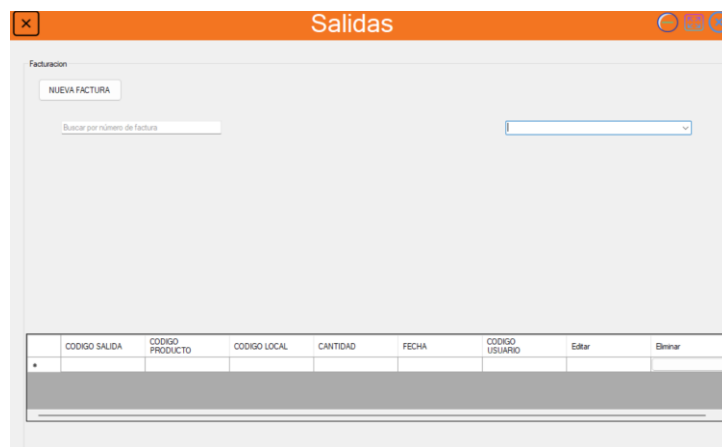 Salidas
Facturacion
NUEVA FACTURA
Buscar por número de factura
CODIGO SALIDA
CODIGO
PRODUCTO
CODIGO LOCAL
CANTIDAD
FECHA
CODIGO
USUARIO
Editar
Eliminar